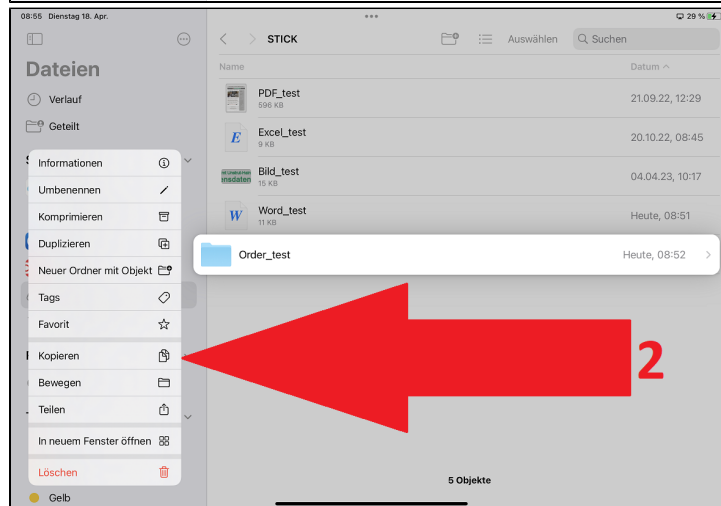 08:55 Dienstag 18. Apr.
29 %
STICK
Auswählen
Suchen
Dateien
Name
Datum
Verlauf
PDF_test
596 KB
21.09.22, 12:29
Geteilt
Excel_test
9 KB
20.10.22, 08:45
Informationen
Bild_test
15 KB
04.04.23, 10:17
Umbenennen
Komprimieren
Word_test
11 KB
Heute, 08:51
Duplizieren
Order_test
Heute, 08:52
Neuer Ordner mit Objekt
Tags
Favorit
Kopieren
2
Bewegen
Teilen
In neuem Fenster öffnen
Löschen
5 Objekte
Gelb